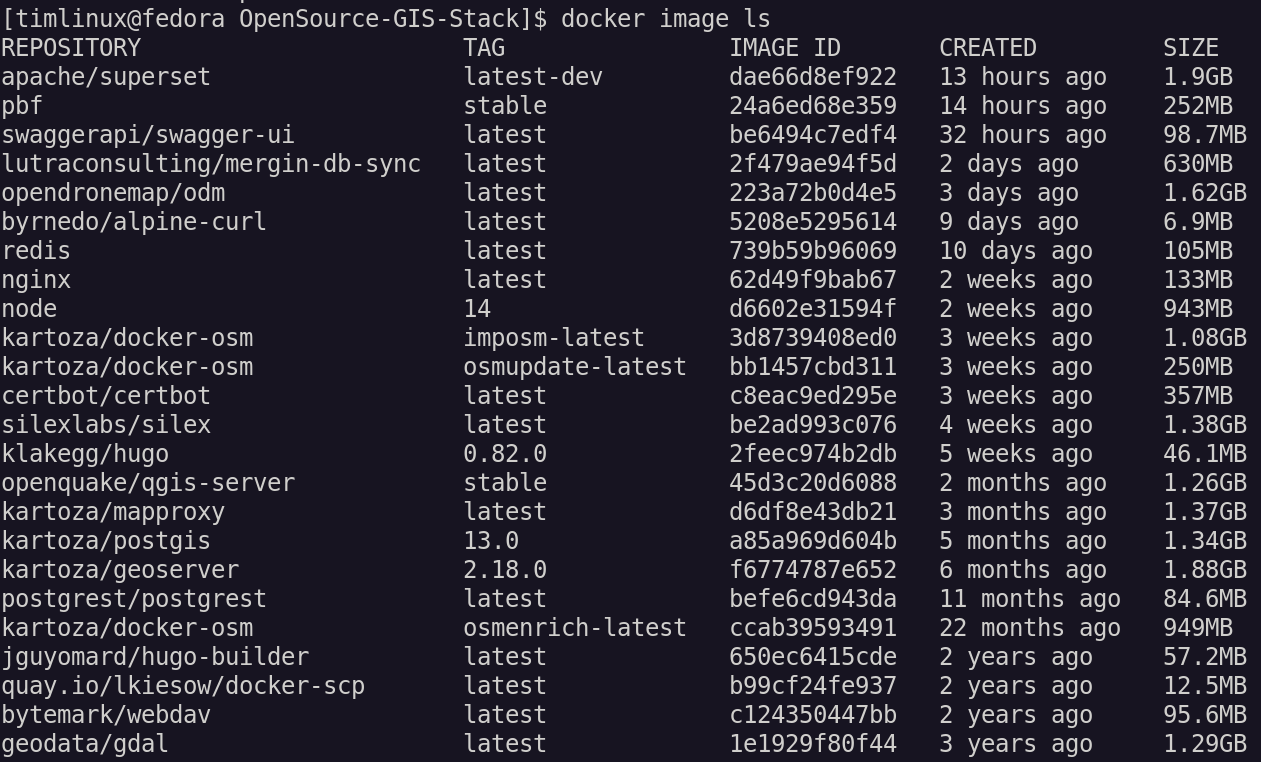 [timlinux@fedora OpenSource-GIS-Stack]$ docker image ls
REPOSITORY                       TAG                IMAGE ID       CREATED         SIZE
apache/superset                  latest-dev         dae66d8ef922   13 hours ago    1.9GB
pbf                              stable             24a6ed68e359   14 hours ago    252MB
swaggerapi/swagger-ui            latest             be6494c7edf4   32 hours ago    98.7MB
lutraconsulting/mergin-db-sync   latest             2f479ae94f5d   2 days ago      630MB
opendronemap/odm                 latest             223a72b0d4e5   3 days ago      1.62GB
byrnedo/alpine-curl              latest             5208e5295614   9 days ago      6.9MB
redis                            latest             739b59b96069   10 days ago     105MB
nginx                            latest             62d49f9bab67   2 weeks ago     133MB
node                             14                 d6602e31594f   2 weeks ago     943MB
kartoza/docker-osm               imposm-latest      3d8739408ed0   3 weeks ago     1.08GB
kartoza/docker-osm               osmupdate-latest   bb1457cbd311   3 weeks ago     250MB
certbot/certbot                  latest             c8eac9ed295e   3 weeks ago     357MB
silexlabs/silex                  latest             be2ad993c076   4 weeks ago     1.38GB
klakegg/hugo                     0.82.0             2feec974b2db   5 weeks ago     46.1MB
openquake/qgis-server            stable             45d3c20d6088   2 months ago    1.26GB
kartoza/mapproxy                 latest             d6df8e43db21   3 months ago    1.37GB
kartoza/postgis                  13.0               a85a969d604b   5 months ago    1.34GB
kartoza/geoserver                2.18.0             f6774787e652   6 months ago    1.88GB
postgrest/postgrest              latest             befe6cd943da   11 months ago   84.6MB
kartoza/docker-osm               osmenrich-latest   ccab39593491   22 months ago   949MB
jguyomard/hugo-builder           latest             650ec6415cde   2 years ago     57.2MB
quay.io/lkiesow/docker-scp       latest             b99cf24fe937   2 years ago     12.5MB
bytemark/webdav                  latest             c124350447bb   2 years ago     95.6MB
geodata/gdal                     latest             1e1929f80f44   3 years ago     1.29GB